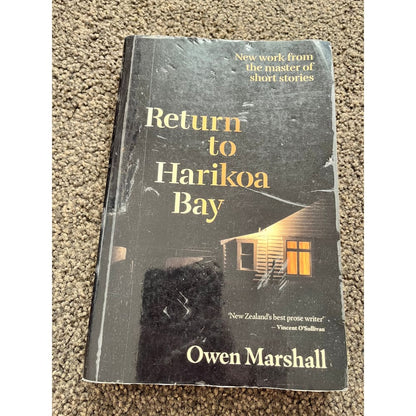 New work from
the master of
short stories
Return
to
Harikoa
Bay
'New Zealand's best prose writer'
— Vincent O'Sullivan
Owen Marshall